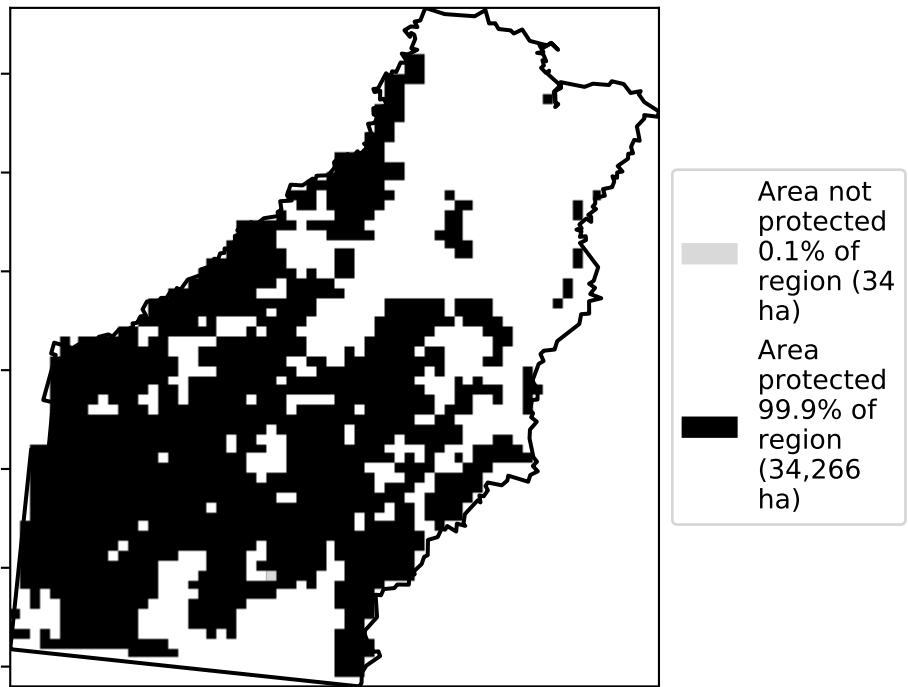 Area not
protected
0.1% of
region (34
ha)
Area
protected
99.9% of
region
(34,266
ha)